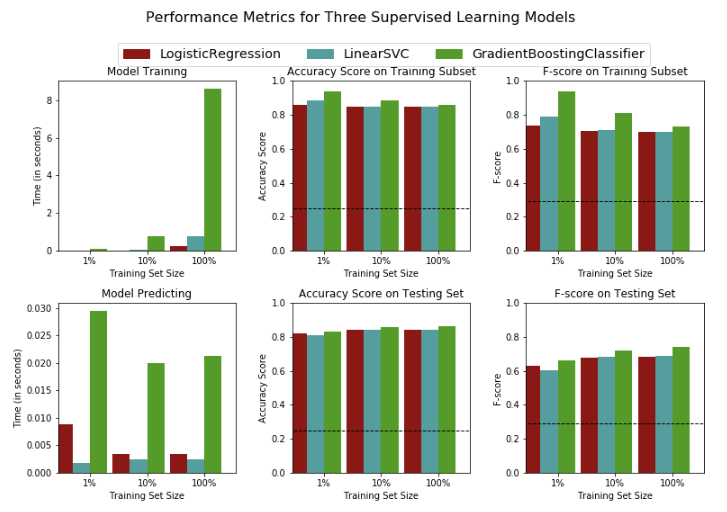 Performance Metrics for Three Supervised Learning Models
LogisticRegression LinearSVC GradientBoostingClassifier
Model Training
Time (in seconds)
8
6
4
2
0
1% 10% 100%
Training Set Size
Accuracy Score on Training Subset
Accuracy Score
1.0
0.8
0.6
0.4
0.2
0.0
1% 10% 100%
Training Set Size
F-score on Training Subset
F-score
1.0
0.8
0.6
0.4
0.2
0.0
1% 10% 100%
Training Set Size
Model Predicting
Time (in seconds)
0.030
0.025
0.020
0.015
0.010
0.005
0.000
1% 10% 100%
Training Set Size
Accuracy Score on Testing Set
Accuracy Score
1.0
0.8
0.6
0.4
0.2
0.0
1% 10% 100%
Training Set Size
F-score on Testing Set
F-score
1.0
0.8
0.6
0.4
0.2
0.0
1% 10% 100%
Training Set Size